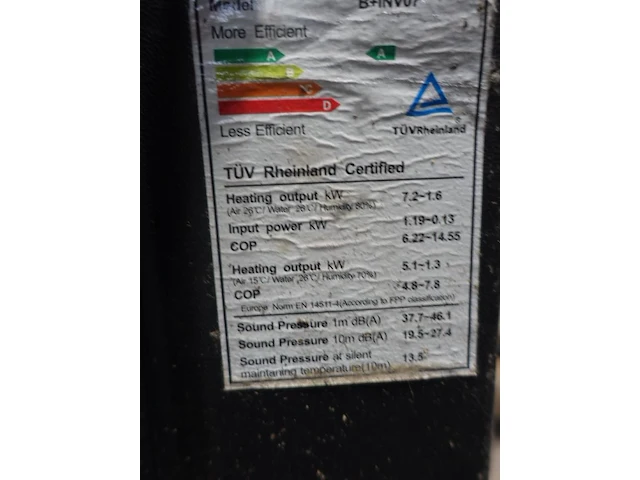 Model B+INV07
More Efficient
A A
B
C
D
Less Efficient TÜVRheinland
TÜV Rheinland Certified
Heating output kW 7.2~1.6
(Air 26℃/ Water 26℃/ Humidity 80%)
Input power kW 1.19~0.13
COP 6.22~14.55
Heating output kW 5.1~1.3
(Air 15℃/ Water 26℃/ Humidity 70%)
COP 4.8~7.8
Europe Norm EN 14511-4(According to FPP classification)
Sound Pressure 1m dB(A) 37.7~46.1
Sound Pressure 10m dB(A) 19.5~27.4
Sound Pressure at silent 13.5
maintaning temperature(10m)